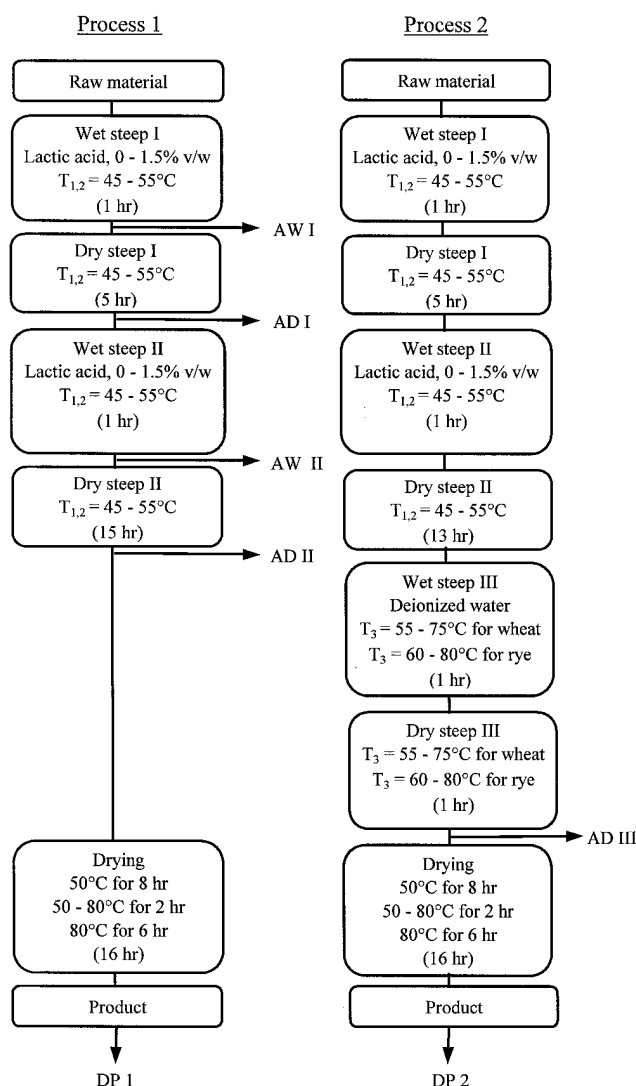 Process 1
Raw material
Wet steep I
Lactic acid, 0 - 1.5% v/w
T1,2 = 45 - 55°C
(1 hr)
AW I
Dry steep I
T1,2 = 45 - 55°C
(5 hr)
AD I
Wet steep II
Lactic acid, 0 - 1.5% v/w
T1,2 = 45 - 55°C
(1 hr)
AW II
Dry steep II
T1,2 = 45 - 55°C
(15 hr)
AD II
Drying
50°C for 8 hr
50 - 80°C for 2 hr
80°C for 6 hr
(16 hr)
Product
DP 1
Process 2
Raw material
Wet steep I
Lactic acid, 0 - 1.5% v/w
T1,2 = 45 - 55°C
(1 hr)
Dry steep I
T1,2 = 45 - 55°C
(5 hr)
Wet steep II
Lactic acid, 0 - 1.5% v/w
T1,2 = 45 - 55°C
(1 hr)
Dry steep II
T1,2 = 45 - 55°C
(13 hr)
Wet steep III
Deionized water
T3 = 55 - 75°C for wheat
T3 = 60 - 80°C for rye
(1 hr)
Dry steep III
T3 = 55 - 75°C for wheat
T3 = 60 - 80°C for rye
(1 hr)
AD III
Drying
50°C for 8 hr
50 - 80°C for 2 hr
80°C for 6 hr
(16 hr)
Product
DP 2